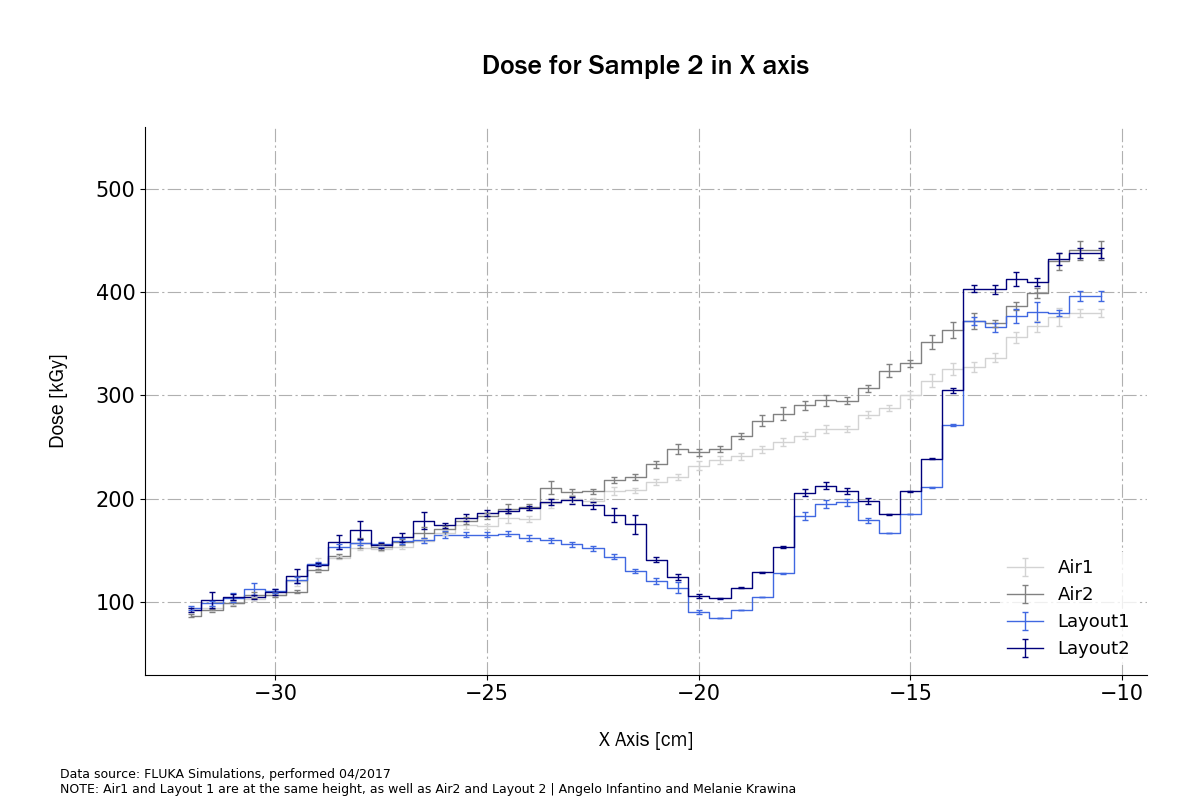 Dose for Sample 2 in X axis
Dose [kGy]
500
400
300
200
100
−30
−25
−20
−15
−10
X Axis [cm]
Air1
Air2
Layout1
Layout2
Data source: FLUKA Simulations, performed 04/2017
NOTE: Air1 and Layout 1 are at the same height, as well as Air2 and Layout 2 | Angelo Infantino and Melanie Krawina